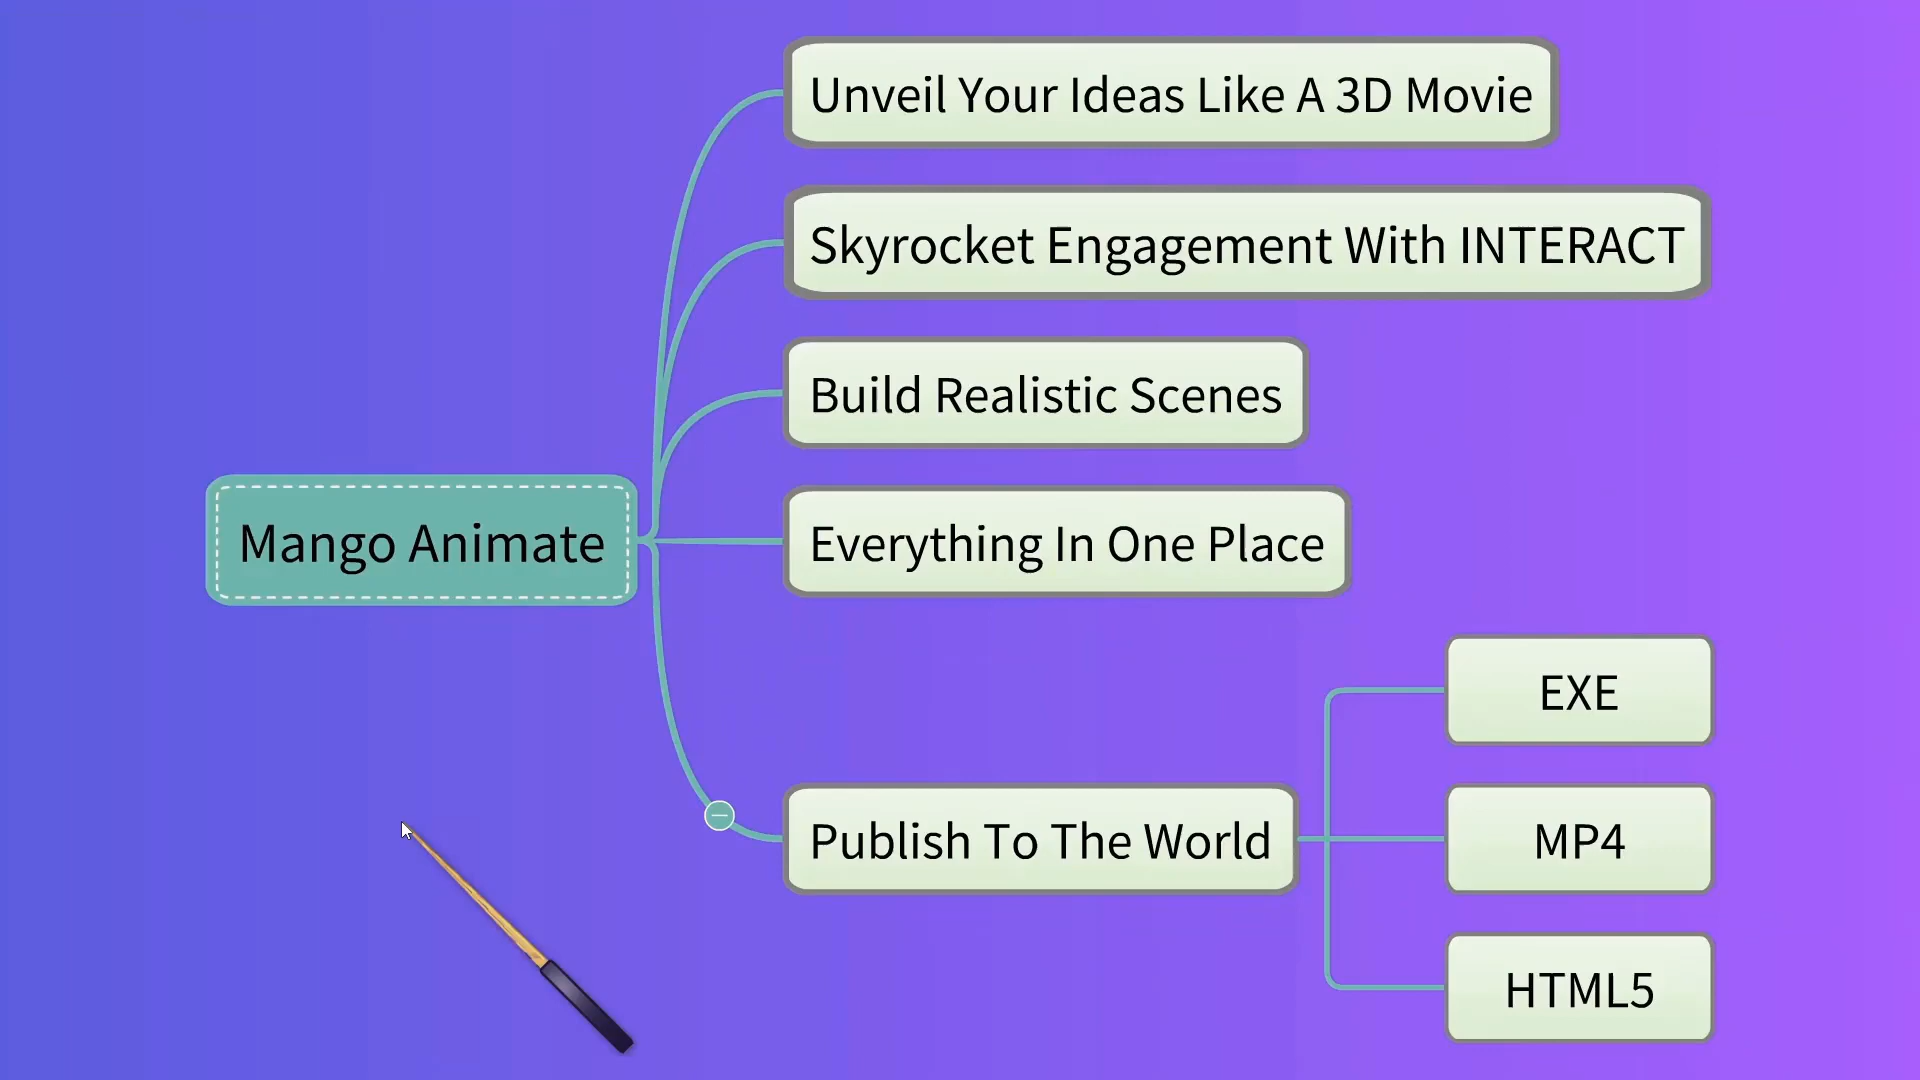 Unveil Your Ideas Like A 3D Movie
Skyrocket Engagement With INTERACT
Build Realistic Scenes
Mango Animate
Everything In One Place
EXE
Publish To The World
MP4
HTML5